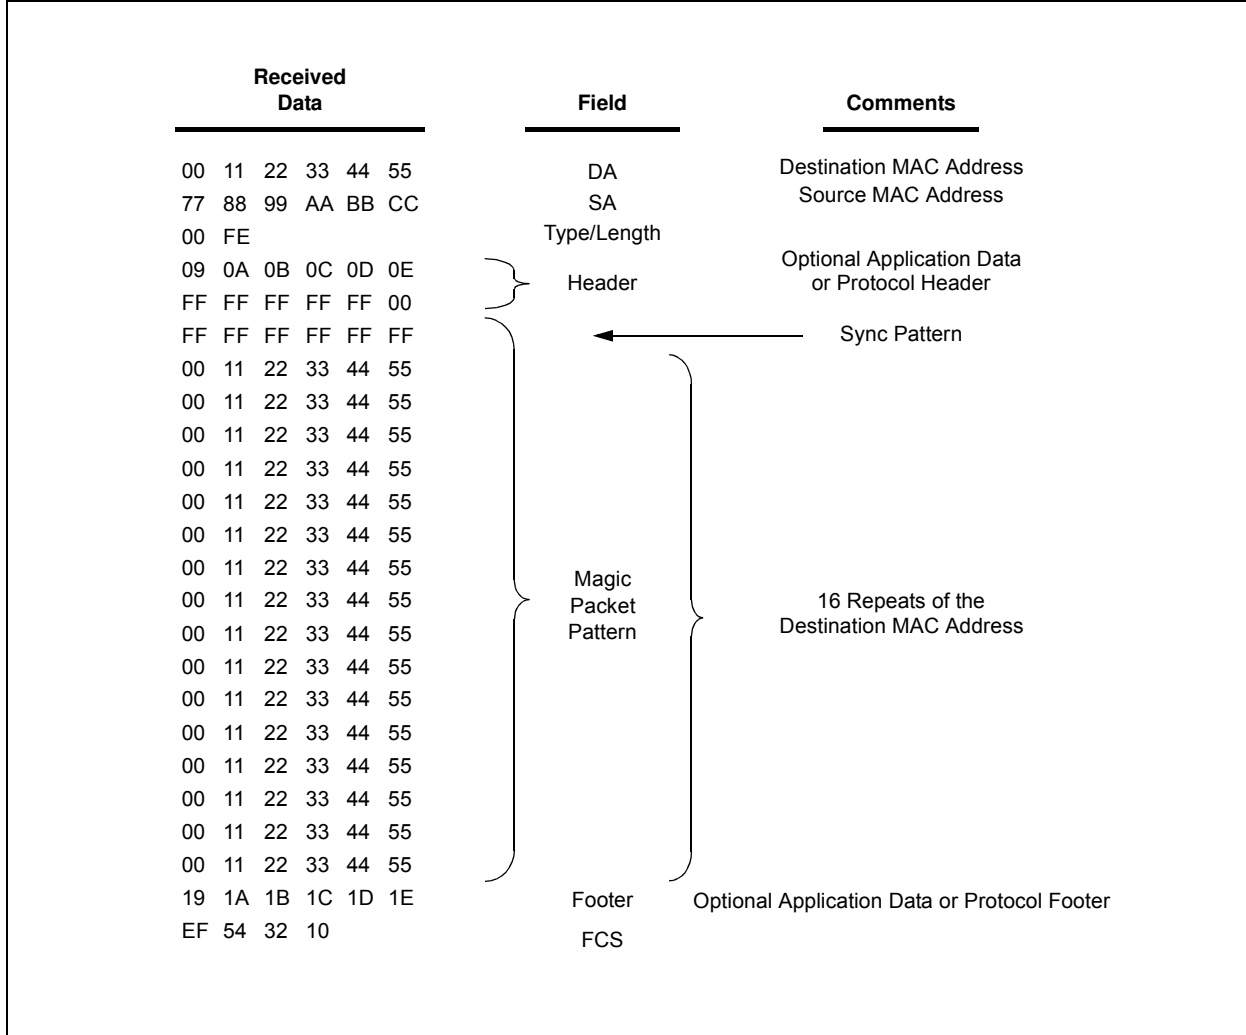 Received
Data Field Comments
00 11 22 33 44 55 DA Destination MAC Address
77 88 99 AA BB CC SA Source MAC Address
00 FE Type/Length
09 0A 0B 0C 0D 0E Header Optional Application Data
or Protocol Header
FF FF FF FF FF 00
FF FF FF FF FF FF Sync Pattern
00 11 22 33 44 55
00 11 22 33 44 55
00 11 22 33 44 55
00 11 22 33 44 55
00 11 22 33 44 55
00 11 22 33 44 55
00 11 22 33 44 55 Magic
00 11 22 33 44 55 Packet 16 Repeats of the
00 11 22 33 44 55 Pattern Destination MAC Address
00 11 22 33 44 55
00 11 22 33 44 55
00 11 22 33 44 55
00 11 22 33 44 55
00 11 22 33 44 55
00 11 22 33 44 55
00 11 22 33 44 55
19 1A 1B 1C 1D 1E Footer Optional Application Data or Protocol Footer
EF 54 32 10 FCS